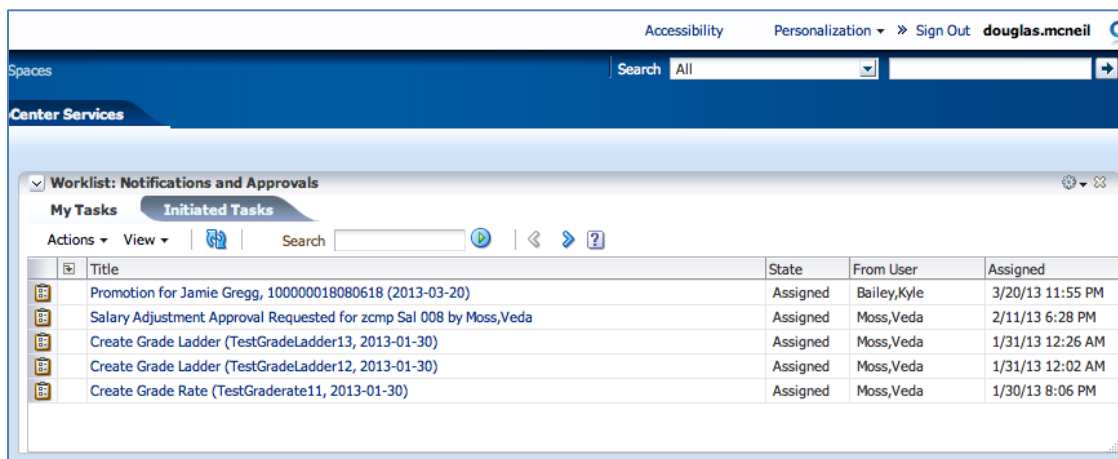 Accessibility Personalization » Sign Out douglas.mcneil
Spaces Search All
Center Services
Worklist: Notifications and Approvals
My Tasks Initiated Tasks
Actions View Search ?
Title State From User Assigned
Promotion for Jamie Gregg, 100000018080618 (2013-03-20) Assigned Bailey,Kyle 3/20/13 11:55 PM
Salary Adjustment Approval Requested for zcmp Sal 008 by Moss,Veda Assigned Moss,Veda 2/11/13 6:28 PM
Create Grade Ladder (TestGradeLadder13, 2013-01-30) Assigned Moss,Veda 1/31/13 12:26 AM
Create Grade Ladder (TestGradeLadder12, 2013-01-30) Assigned Moss,Veda 1/31/13 12:02 AM
Create Grade Rate (TestGraderate11, 2013-01-30) Assigned Moss,Veda 1/30/13 8:06 PM